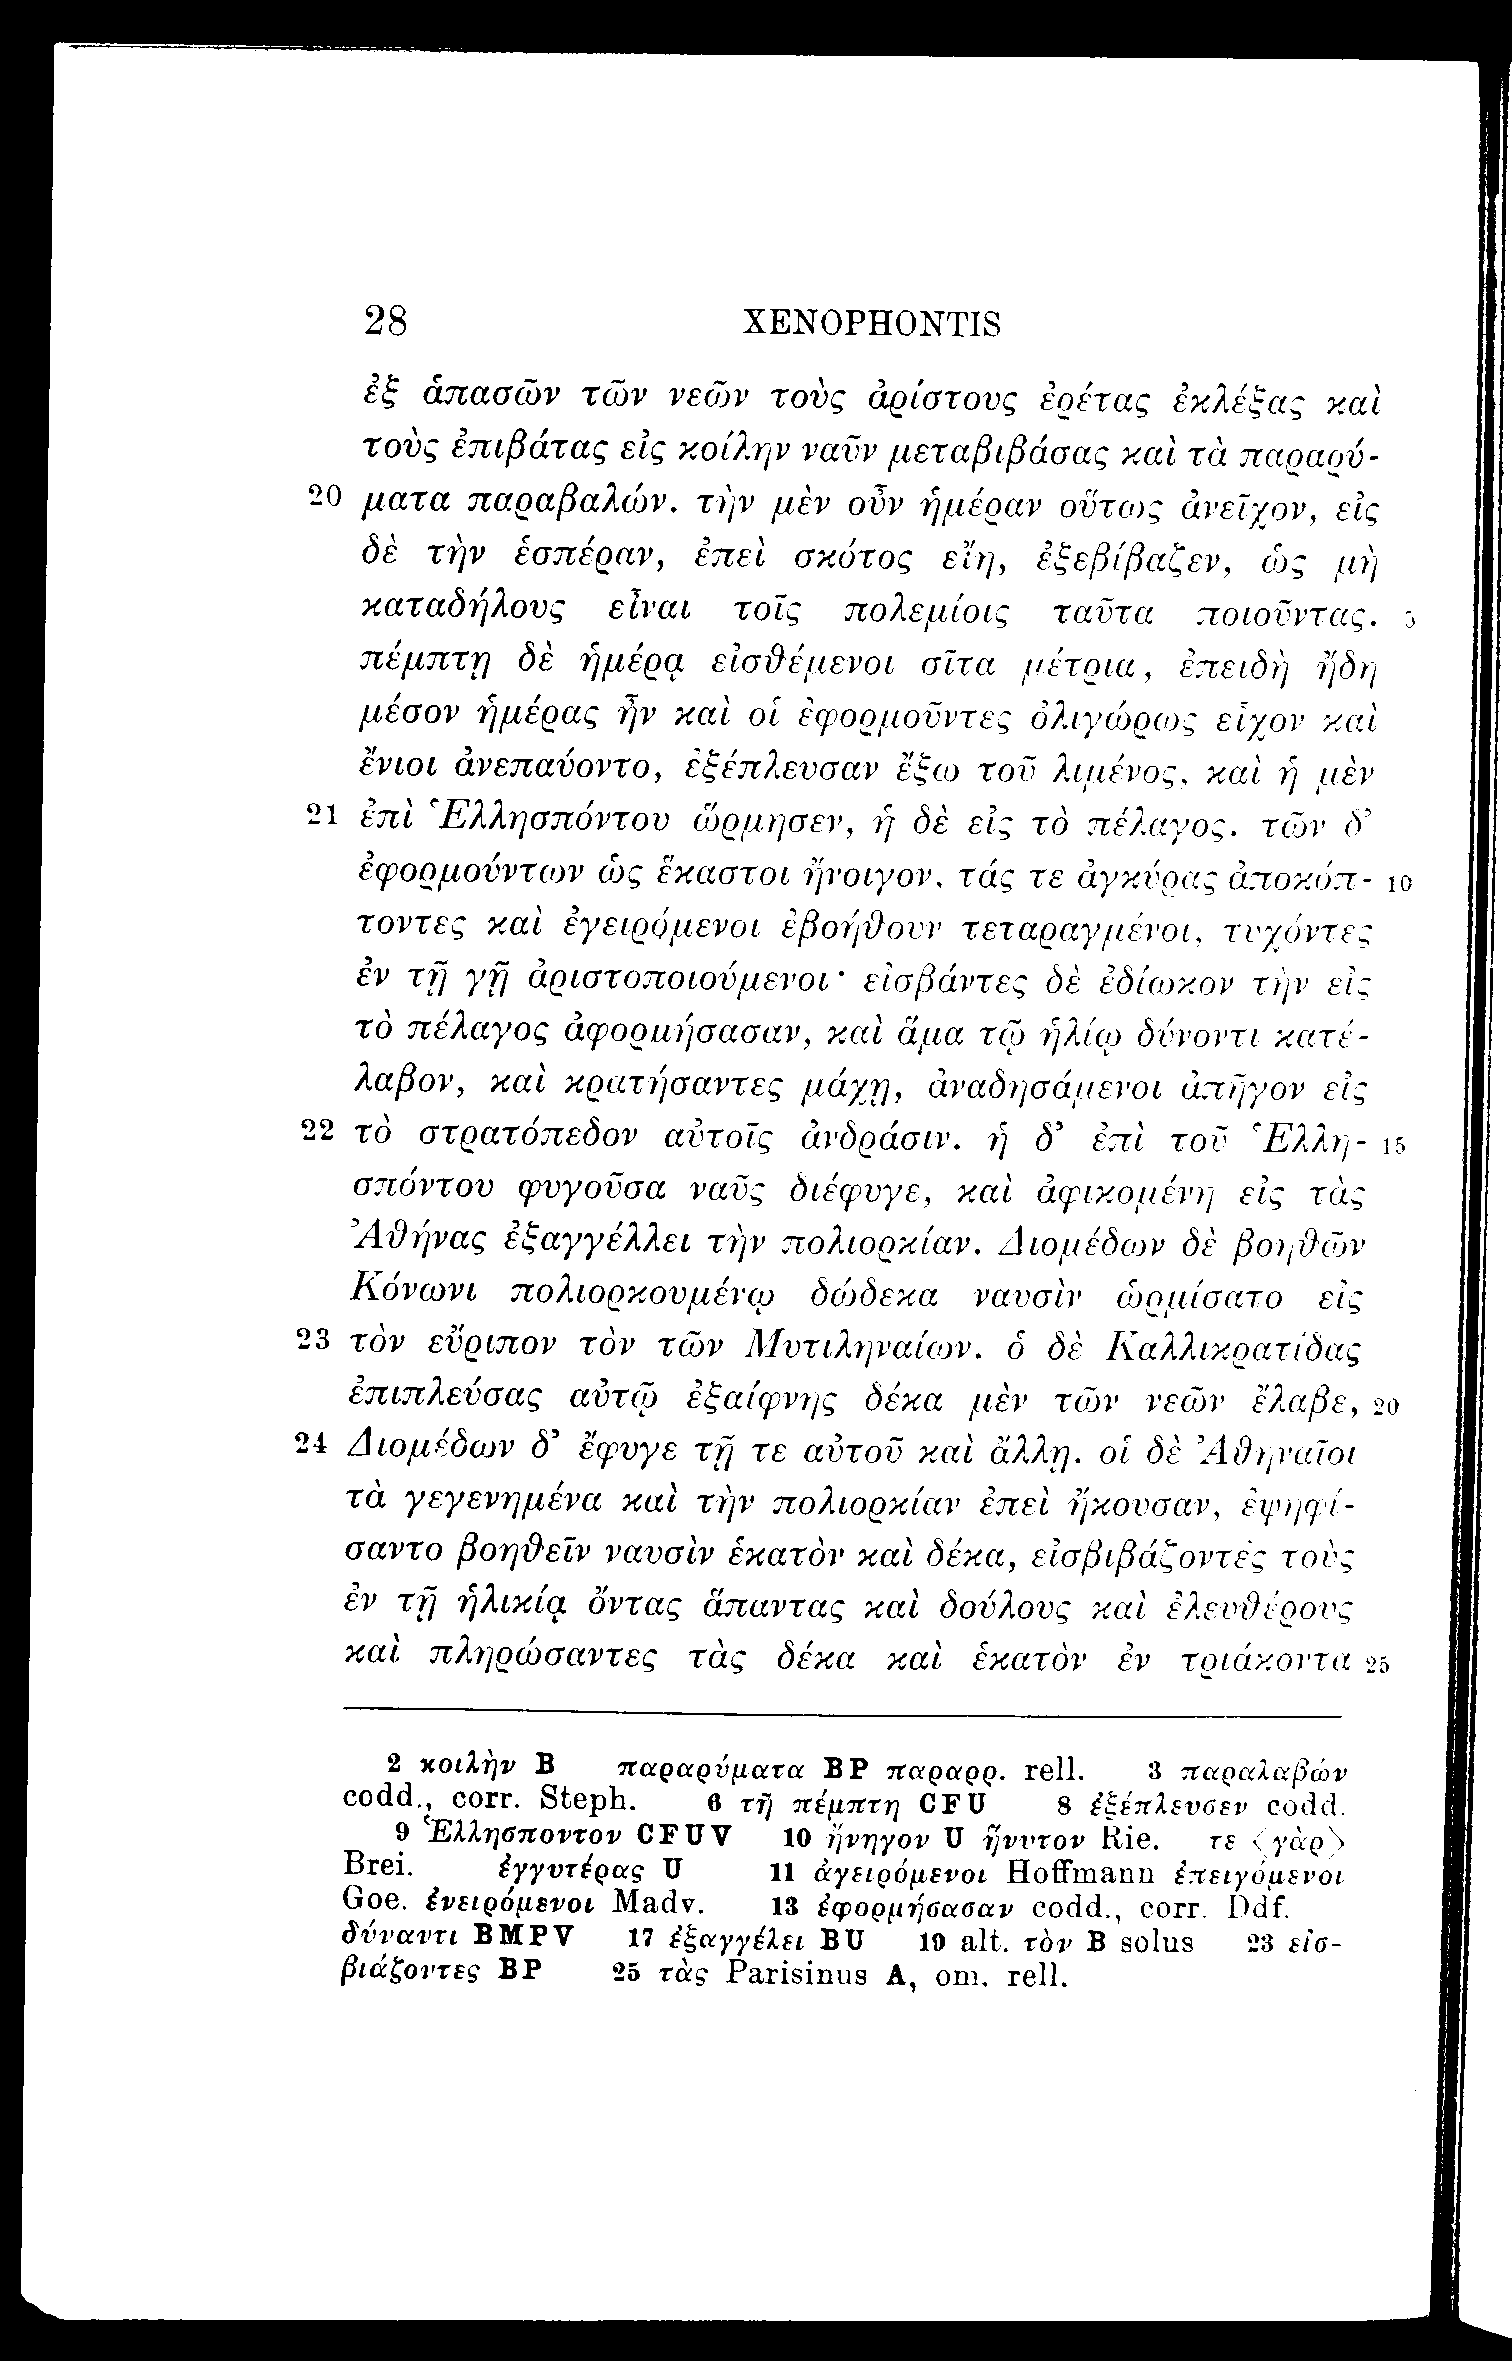 28 XENOPHONTIS
ἐξ ἁπασῶν τῶν νεῶν τοὺς ἀρίστους ἐρέτας ἐκλέξας καὶ
τοὺς ἐπιβάτας εἰς κοίλην ναῦν μεταβιβάσας καὶ τὰ παραρύ-
20 ματα παραβαλών. τὴν μὲν οὖν ἡμέραν οὕτως ἀνεῖχον, εἰς
δὲ τὴν ἑσπέραν, ἐπεὶ σκότος εἴη, ἐξεβίβαζεν, ὡς μὴ
καταδήλους εἶναι τοῖς πολεμίοις ταῦτα ποιοῦντας. 5
πέμπτῃ δὲ ἡμέρᾳ εἰσθέμενοι σῖτα μέτρια, ἐπειδὴ ἤδη
μέσον ἡμέρας ἦν καὶ οἱ ἐφορμοῦντες ὀλιγώρως εἶχον καὶ
ἔνιοι ἀνεπαύοντο, ἐξέπλευσαν ἔξω τοῦ λιμένος, καὶ ἡ μὲν
21 ἐπὶ Ἑλλησπόντου ὥρμησεν, ἡ δὲ εἰς τὸ πέλαγος. τῶν δ’
ἐφορμούντων ὡς ἕκαστοι ἤνοιγον, τάς τε ἀγκύρας ἀποκόπ- 10
τοντες καὶ ἐγειρόμενοι ἐβοήθουν τεταραγμένοι, τυχόντες
ἐν τῇ γῇ ἀριστοποιούμενοι· εἰσβάντες δὲ ἐδίωκον τὴν εἰς
τὸ πέλαγος ἀφορμήσασαν, καὶ ἅμα τῷ ἡλίῳ δύνοντι κατέ-
λαβον, καὶ κρατήσαντες μάχῃ, ἀναδησάμενοι ἀπῆγον εἰς
22 τὸ στρατόπεδον αὐτοῖς ἀνδράσιν. ἡ δ’ ἐπὶ τοῦ Ἑλλη- 15
σπόντου φυγοῦσα ναῦς διέφυγε, καὶ ἀφικομένη εἰς τὰς
Ἀθήνας ἐξαγγέλλει τὴν πολιορκίαν. Διομέδων δὲ βοηθῶν
Κόνωνι πολιορκουμένῳ δώδεκα ναυσὶν ὡρμίσατο εἰς
23 τὸν εὔριπον τὸν τῶν Μυτιληναίων. ὁ δὲ Καλλικρατίδας
ἐπιπλεύσας αὐτῷ ἐξαίφνης δέκα μὲν τῶν νεῶν ἔλαβε, 20
24 Διομέδων δ’ ἔφυγε τῇ τε αὑτοῦ καὶ ἄλλῃ. οἱ δὲ Ἀθηναῖοι
τὰ γεγενημένα καὶ τὴν πολιορκίαν ἐπεὶ ἤκουσαν, ἐψηφί-
σαντο βοηθεῖν ναυσὶν ἑκατὸν καὶ δέκα, εἰσβιβάζοντες τοὺς
ἐν τῇ ἡλικίᾳ ὄντας ἅπαντας καὶ δούλους καὶ ἐλευθέρους
καὶ πληρώσαντες τὰς δέκα καὶ ἑκατὸν ἐν τριάκοντα 25
2 κοιλὴν B παραρύματα BP παραρρ. rell. 3 παραλαβών
codd., corr. Steph. 6 τῇ πέμπτῃ CFU 8 ἐξέπλευσεν codd.
9 Ἑλλησποντον CFUV 10 ἤνηγον U ἤνυτον Rie. τε ⟨γὰρ⟩
Brei. ἐγγυτέρας U 11 ἀγειρόμενοι Hoffmann ἐπειγόμενοι
Goe. ἐνειρόμενοι Madv. 13 ἐφορμήσασαν codd., corr. Ddf.
δύναντι BMPV 17 ἐξαγγέλει BU 19 alt. τὸν B solus 23 εἰσ-
βιάζοντες BP 25 τὰς Parisinus A, om. rell.